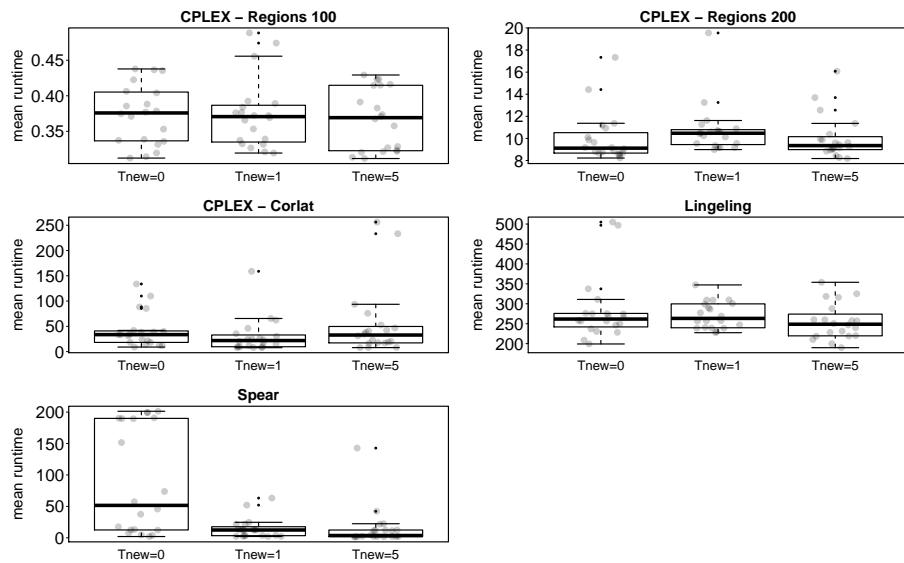 CPLEX – Regions 100
mean runtime
0.45
0.40
0.35
Tnew=0 Tnew=1 Tnew=5
CPLEX – Regions 200
mean runtime
20
18
16
14
12
10
8
Tnew=0 Tnew=1 Tnew=5
CPLEX – Corlat
mean runtime
250
200
150
100
50
0
Tnew=0 Tnew=1 Tnew=5
Lingeling
mean runtime
500
450
400
350
300
250
200
Tnew=0 Tnew=1 Tnew=5
Spear
mean runtime
200
150
100
50
0
Tnew=0 Tnew=1 Tnew=5